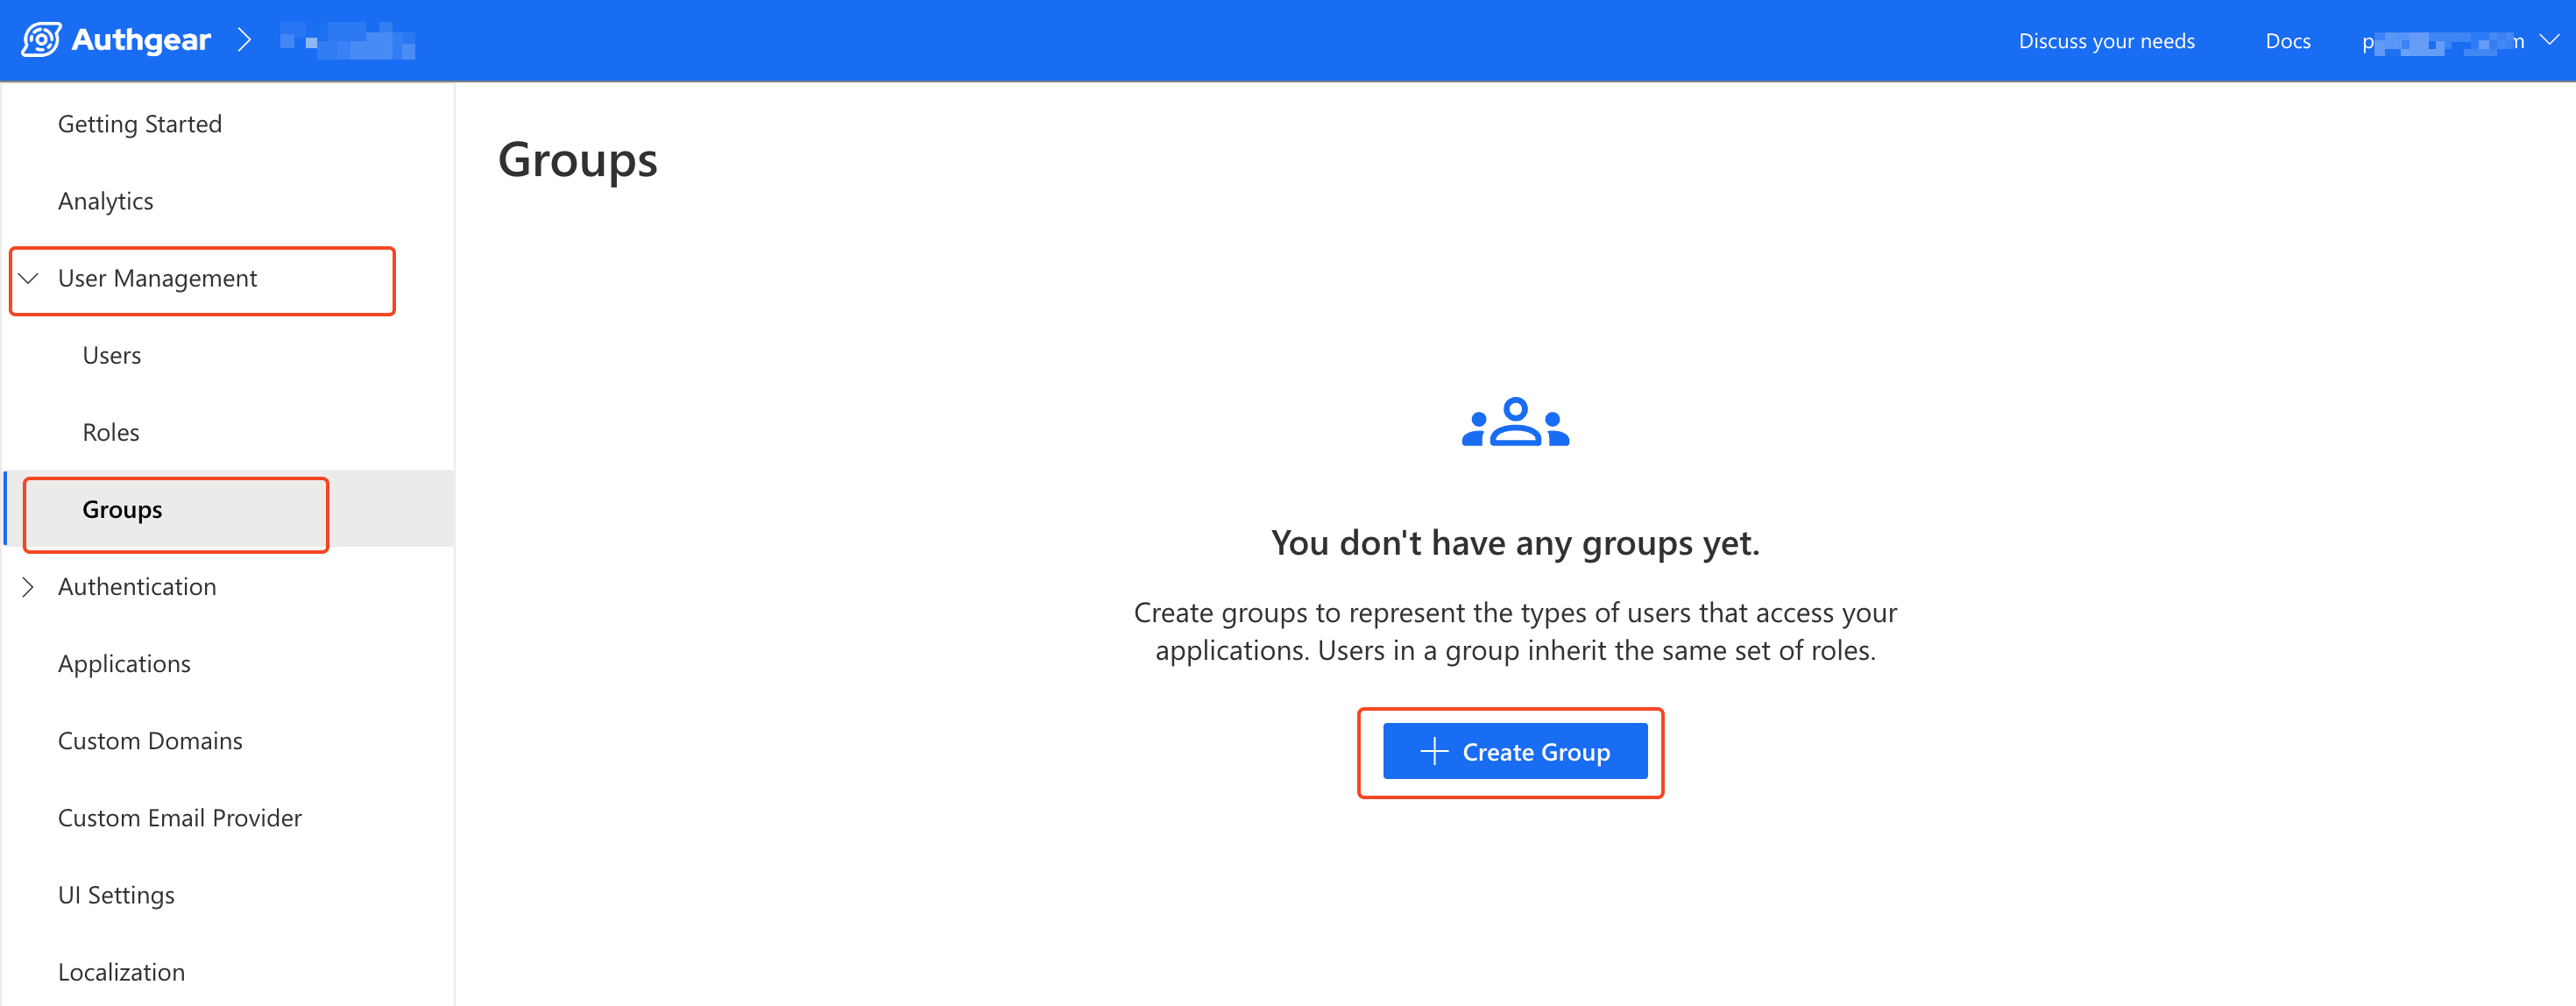 Authgear
Discuss your needs
Docs
Getting Started
Analytics
User Management
Users
Roles
Groups
Authentication
Applications
Custom Domains
Custom Email Provider
UI Settings
Localization
Groups
You don't have any groups yet.
Create groups to represent the types of users that access your
applications. Users in a group inherit the same set of roles.
Create Group